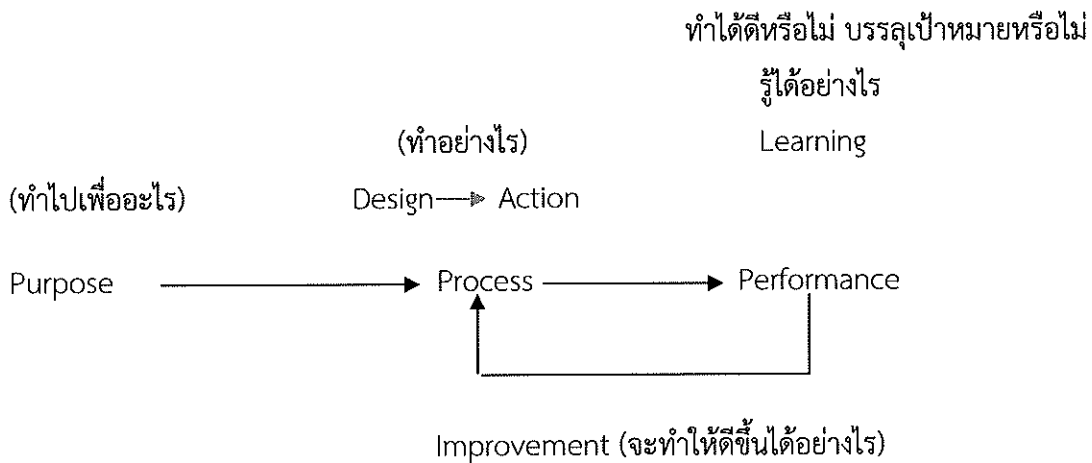 ทำได้ดีหรือไม่ บรรลุเป้าหมายหรือไม่
รู้ได้อย่างไร
(ทำอย่างไร) Learning
(ทำไปเพื่ออะไร) Design Action
Purpose Process Performance
Improvement (จะทำให้ดีขึ้นได้อย่างไร)